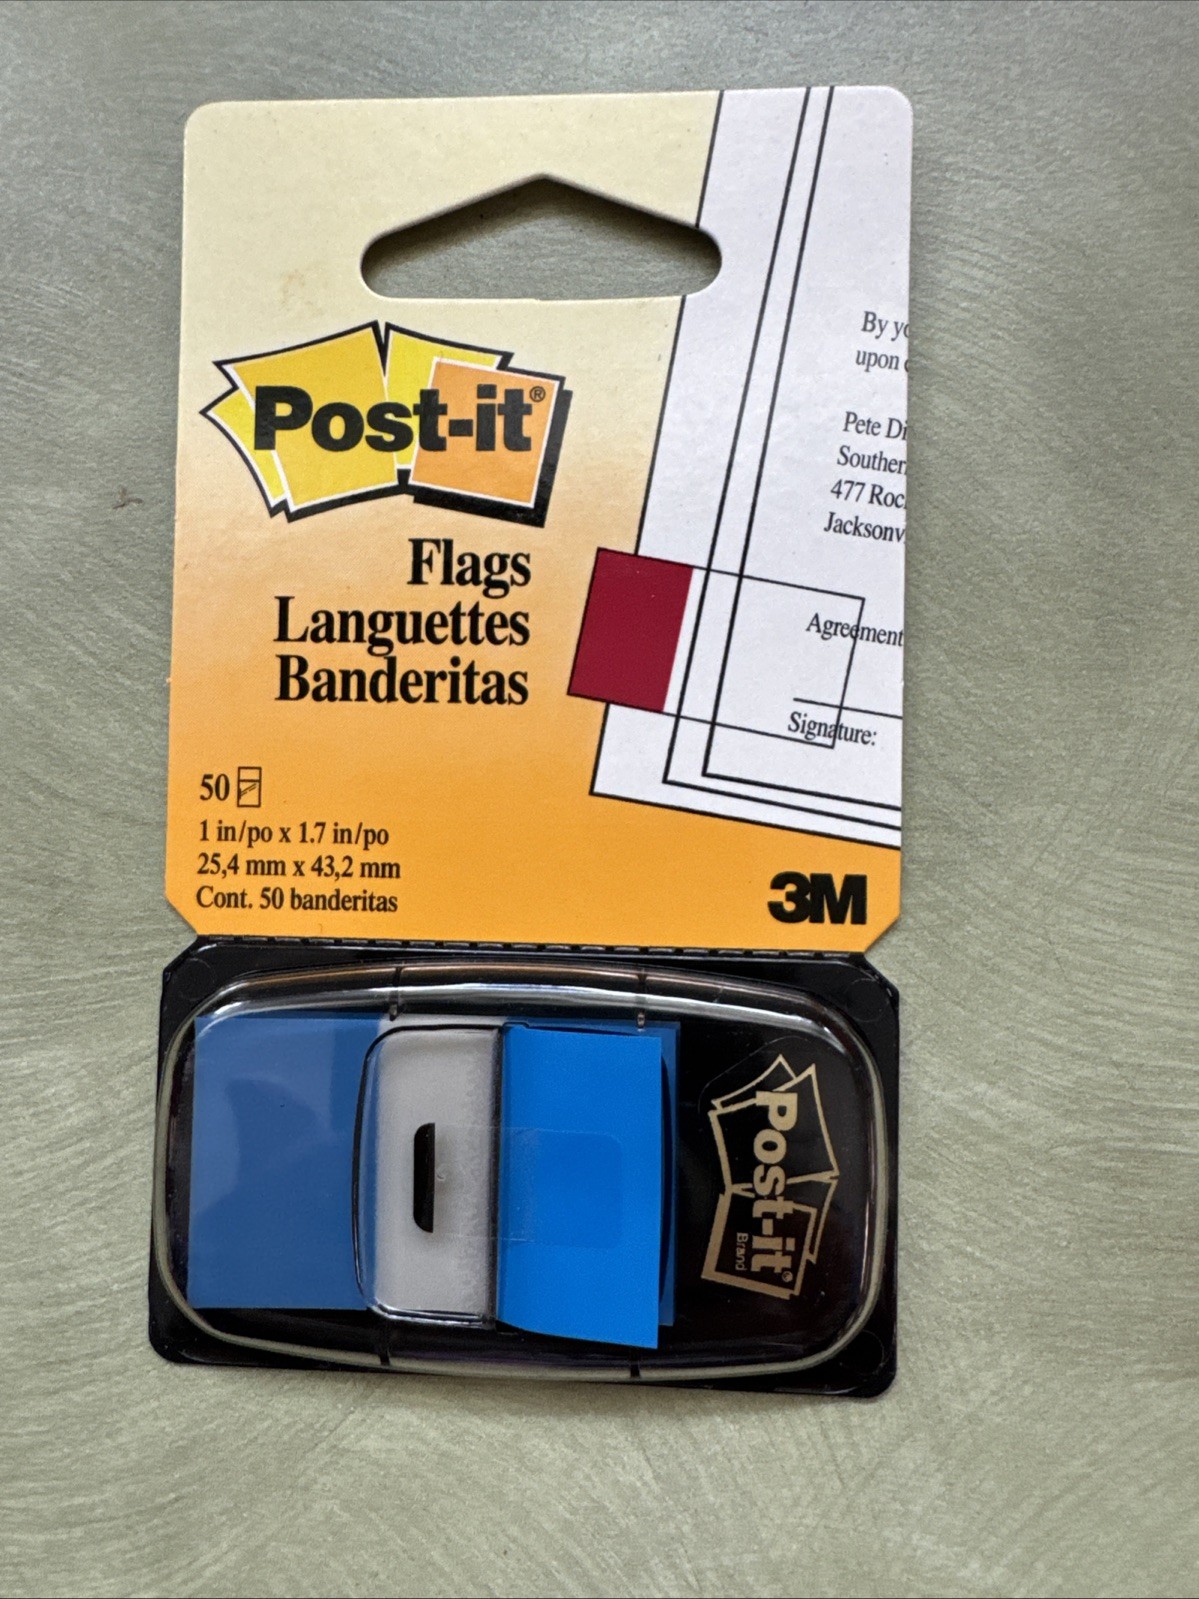 Post-it®
Flags
Languettes
Banderitas
50
1 in/po x 1.7 in/po
25,4 mm x 43,2 mm
Cont. 50 banderitas
By yo
upon
Pete Di
Souther
477 Roc
Jacksonv
Agreement
Signature:
3M
Post-it®
Brand